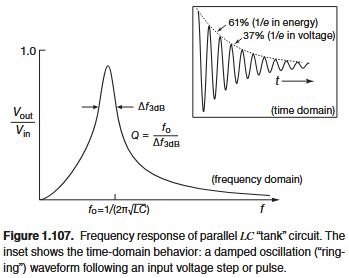 61% (1/e in energy)
37% (1/e in voltage)
t
(time domain)
1.0
Vout
Vin
Δf3dB
Q = fo
Δf3dB
(frequency domain)
fo=1/(2π√LC)
f
Figure 1.107. Frequency response of parallel LC “tank” circuit. The
inset shows the time-domain behavior: a damped oscillation (“ring-
ing”) waveform following an input voltage step or pulse.